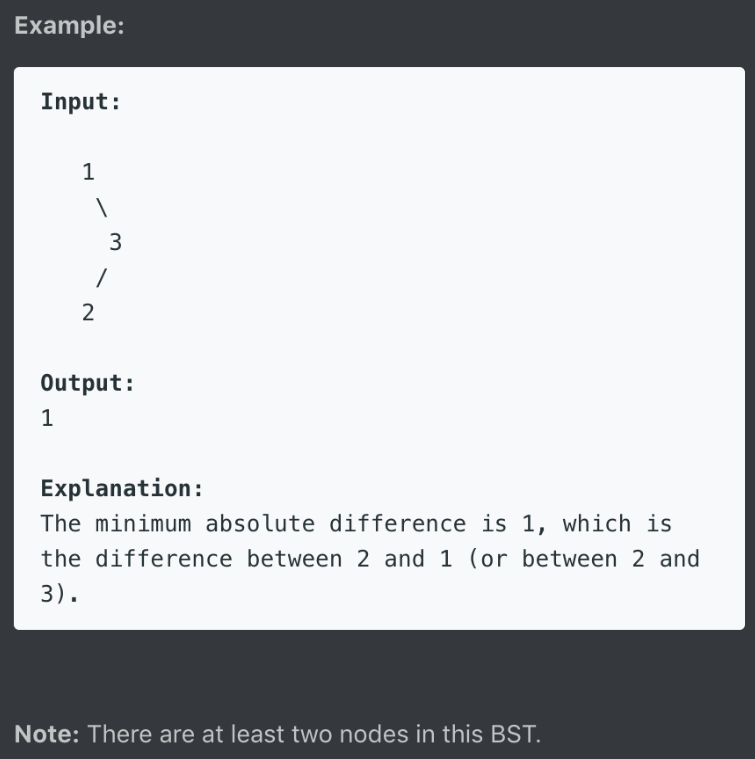 Example:
Input:
1
\
3
/
2
Output:
1
Explanation:
The minimum absolute difference is 1, which is
the difference between 2 and 1 (or between 2 and
3).
Note: There are at least two nodes in this BST.